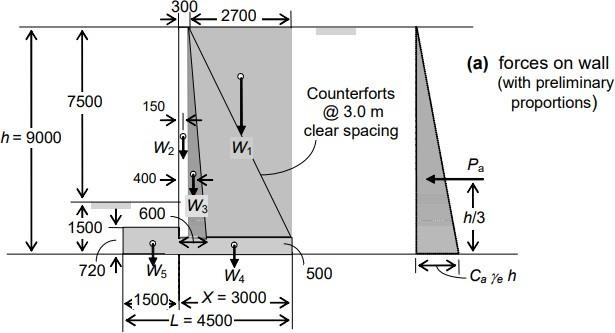 300
2700
(a) forces on wall
(with preliminary
proportions)
7500
Counterforts
@ 3.0 m
clear spacing
150
h = 9000
W2
W1
Pa
400
W3
h/3
1500
600
720
W5
W4
500
Ca γe h
1500
X = 3000
L = 4500